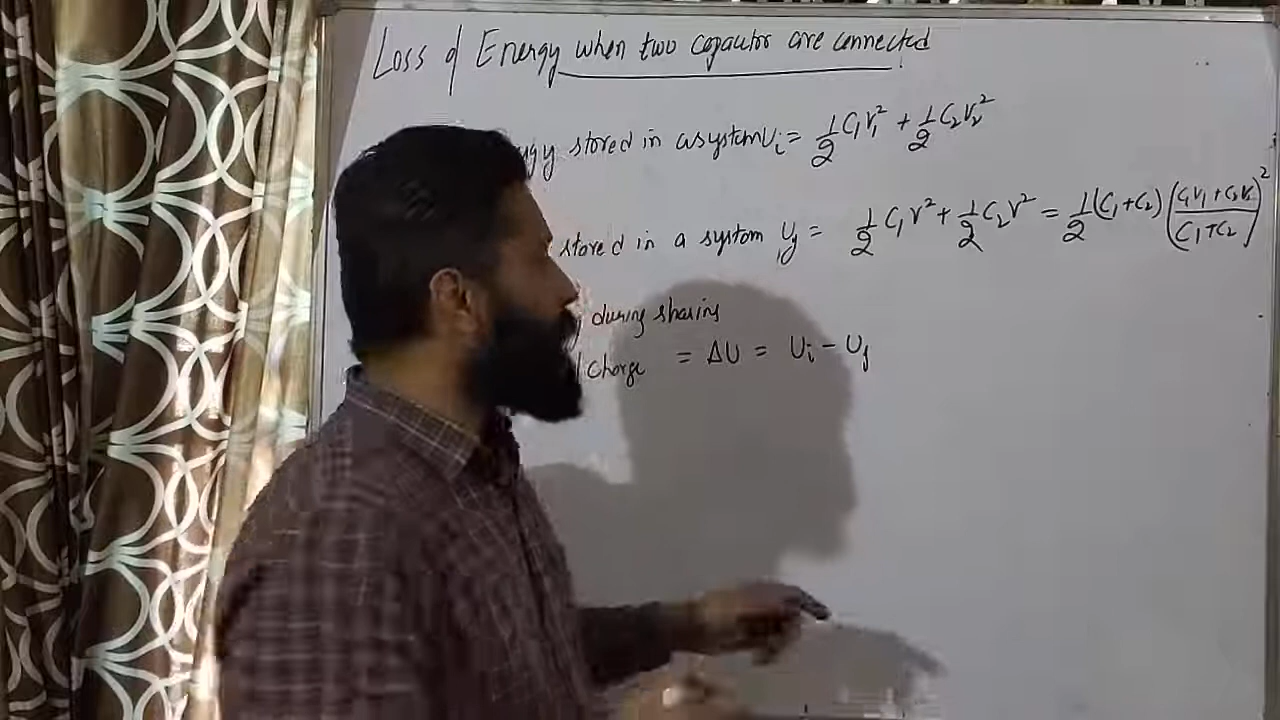 Loss of Energy when two capacitor are connected
stored in a system Ui = 1/2 C1V1² + 1/2 C2V2²
stored in a system Uf = 1/2 C1V² + 1/2 C2V² = 1/2 (C1+C2) ((C1V1+C2V2)/(C1+C2))²
during sharing
charge = ΔU = Ui - Uf